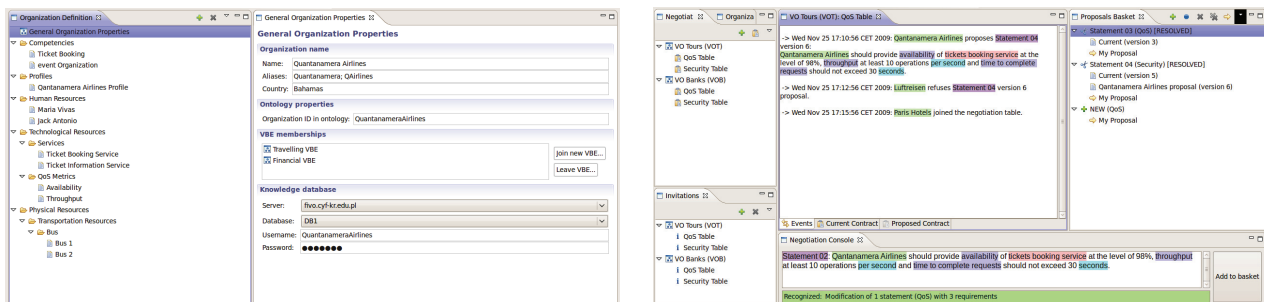 Organization Definition
General Organization Properties
Competencies
Ticket Booking
event Organization
Profiles
Qantanamera Airlines Profile
Human Resources
Maria Vivas
Jack Antonio
Technological Resources
Services
Ticket Booking Service
Ticket Information Service
QoS Metrics
Availability
Throughput
Physical Resources
Transportation Resources
Bus
Bus 1
Bus 2
General Organization Properties
General Organization Properties
Organization name
Name: Quantanamera Airlines
Aliases: Quantanamera; QAirlines
Country: Bahamas
Ontology properties
Organization ID in ontology: QuantanameraAirlines
VBE memberships
Travelling VBE
Financial VBE
Join new VBE...
Leave VBE...
Knowledge database
Server: fivo.cyf-kr.edu.pl
Database: DB1
Username: QuantanameraAirlines
Password: ●●●●●●●
Negotiat
Organiza
VO Tours (VOT)
QoS Table
Security Table
VO Banks (VOB)
QoS Table
Security Table
Invitations
VO Tours (VOT)
QoS Table
Security Table
VO Banks (VOB)
QoS Table
Security Table
VO Tours (VOT): QoS Table
-> Wed Nov 25 17:10:56 CET 2009: Qantanamera Airlines proposes Statement 04
version 6:
Qantanamera Airlines should provide availability of tickets booking service at the
level of 98%, throughput at least 10 operations per second and time to complete
requests should not exceed 30 seconds.
-> Wed Nov 25 17:12:56 CET 2009: Luftreisen refuses Statement 04 version 6
proposal.
-> Wed Nov 25 17:15:56 CET 2009: Paris Hotels joined the negotiation table.
Events
Current Contract
Proposed Contract
Proposals Basket
Statement 03 (QoS) [RESOLVED]
Current (version 3)
My Proposal
Statement 04 (Security) [RESOLVED]
Current (version 5)
Qantanamera Airlines proposal (version 6)
My Proposal
NEW (QoS)
My Proposal
Negotiation Console
Statement 02: Qantanamera Airlines should provide availability of tickets booking service at the level of 98%, throughput
at least 10 operations per second and time to complete requests should not exceed 30 seconds.
Add to basket
Recognized: Modification of 1 statement (QoS) with 3 requirements